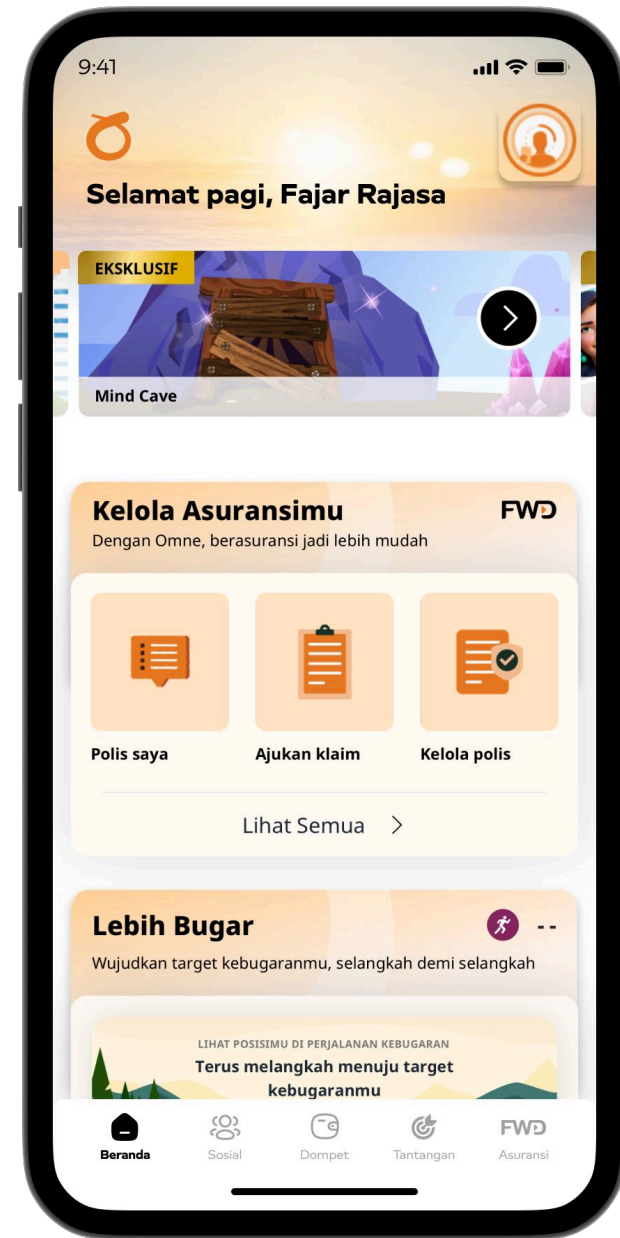 9:41
Selamat pagi, Fajar Rajasa
EKSKLUSIF
Mind Cave
Kelola Asuransimu
FWD
Dengan Omne, berasuransi jadi lebih mudah
Polis saya
Ajukan klaim
Kelola polis
Lihat Semua
Lebih Bugar
--
Wujudkan target kebugaranmu, selangkah demi selangkah
LIHAT POSISIMU DI PERJALANAN KEBUGARAN
Terus melangkah menuju target
kebugaranmu
Beranda
Sosial
Dompet
Tantangan
FWD
Asuransi